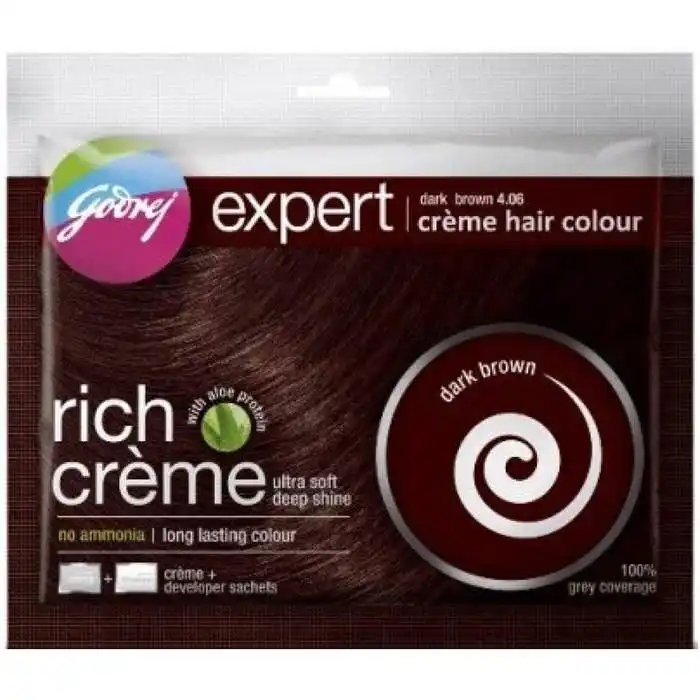 Godrej
expert
dark brown 4.06
crème hair colour
dark brown
rich
crème
with aloe protein
ultra soft
deep shine
no ammonia | long lasting colour
+
crème +
developer sachets
100%
grey coverage